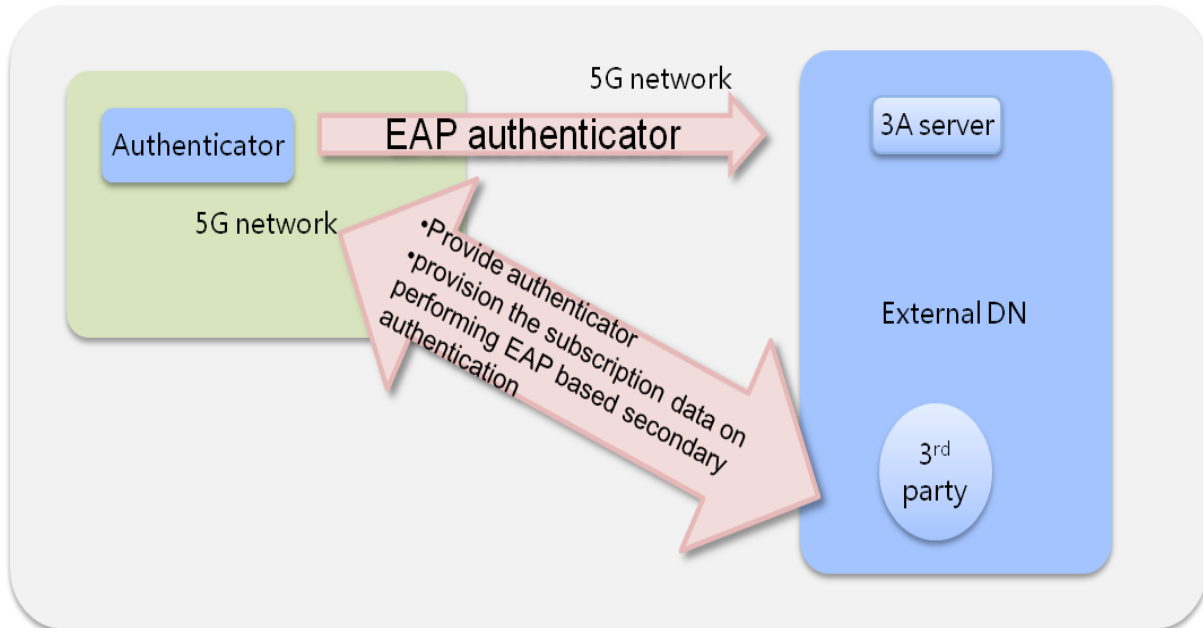 5G network
Authenticator
EAP authenticator
3A server
5G network
•Provide authenticator
•provision the subscription data on
performing EAP based secondary
authentication
External DN
3rd
party